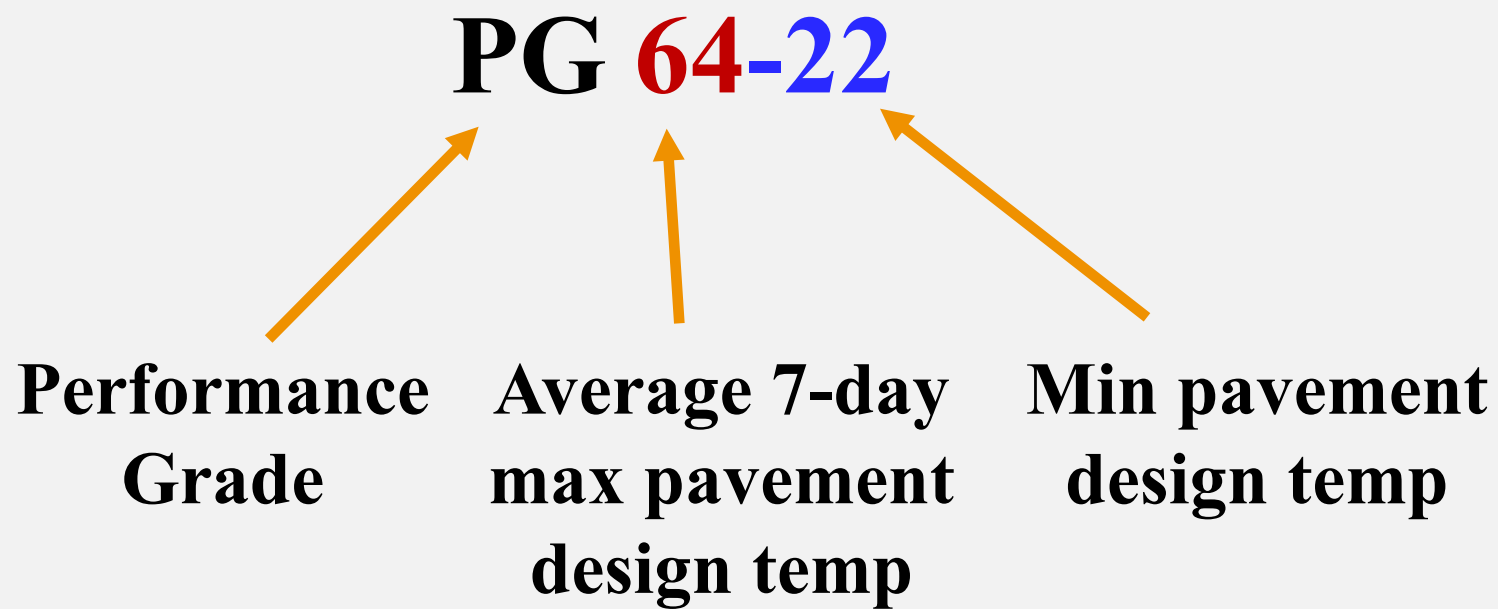 PG 64-22
Performance
Grade
Average 7-day
max pavement
design temp
Min pavement
design temp